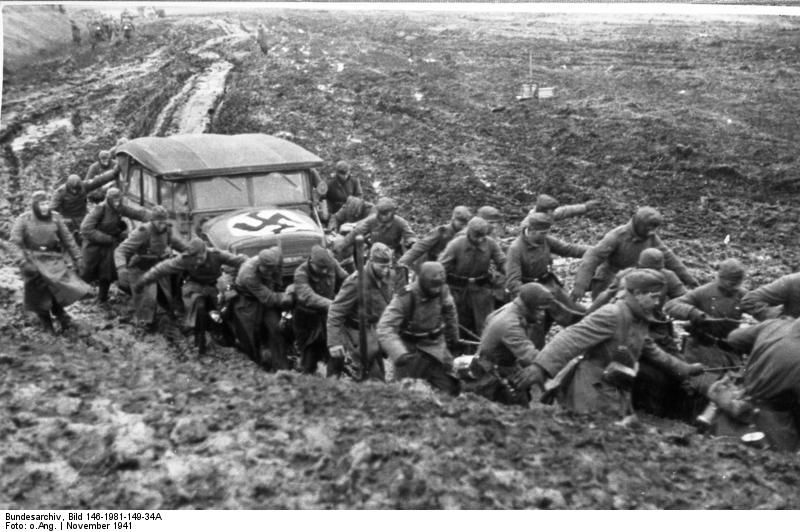 Bundesarchiv, Bild 146-1981-149-34A
Foto: o.Ang. | November 1941